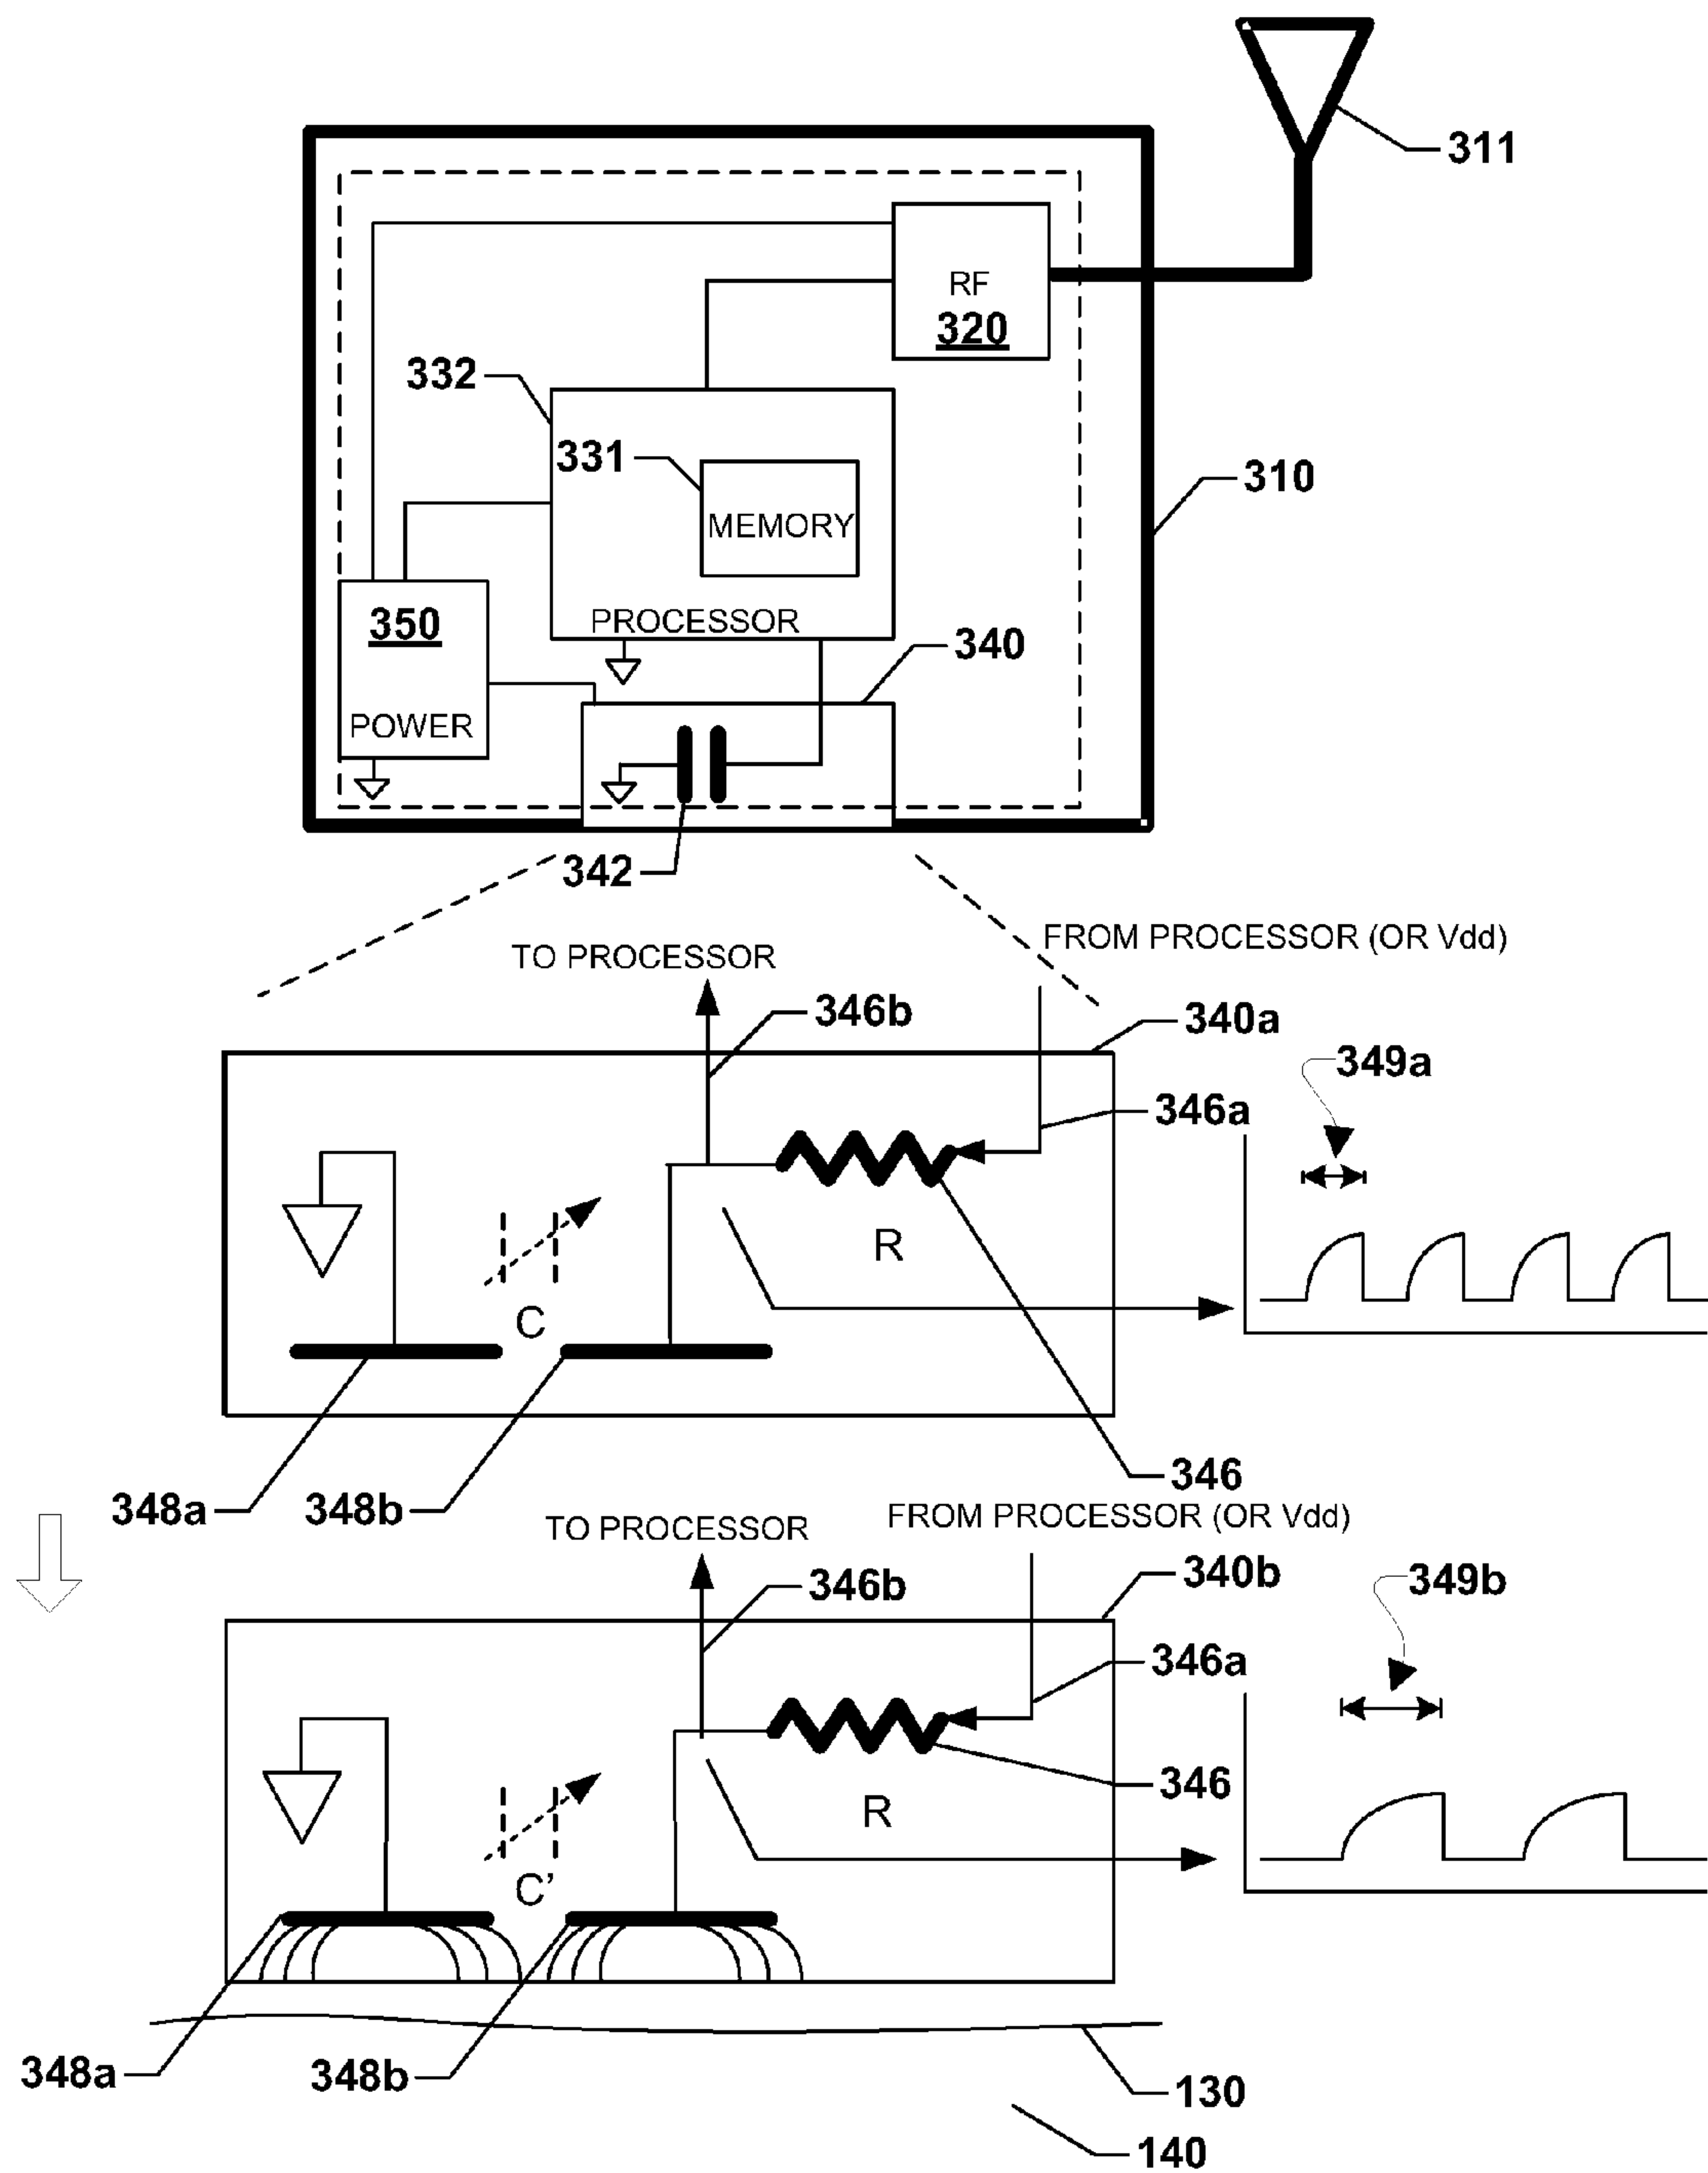 311
RF
320
332
331
310
MEMORY
350
PROCESSOR
340
POWER
342
FROM PROCESSOR (OR Vdd)
TO PROCESSOR
346b
340a
349a
346a
R
C
346
348a
348b
FROM PROCESSOR (OR Vdd)
TO PROCESSOR
340b
349b
346b
346a
346
R
C’
348a
348b
130
140